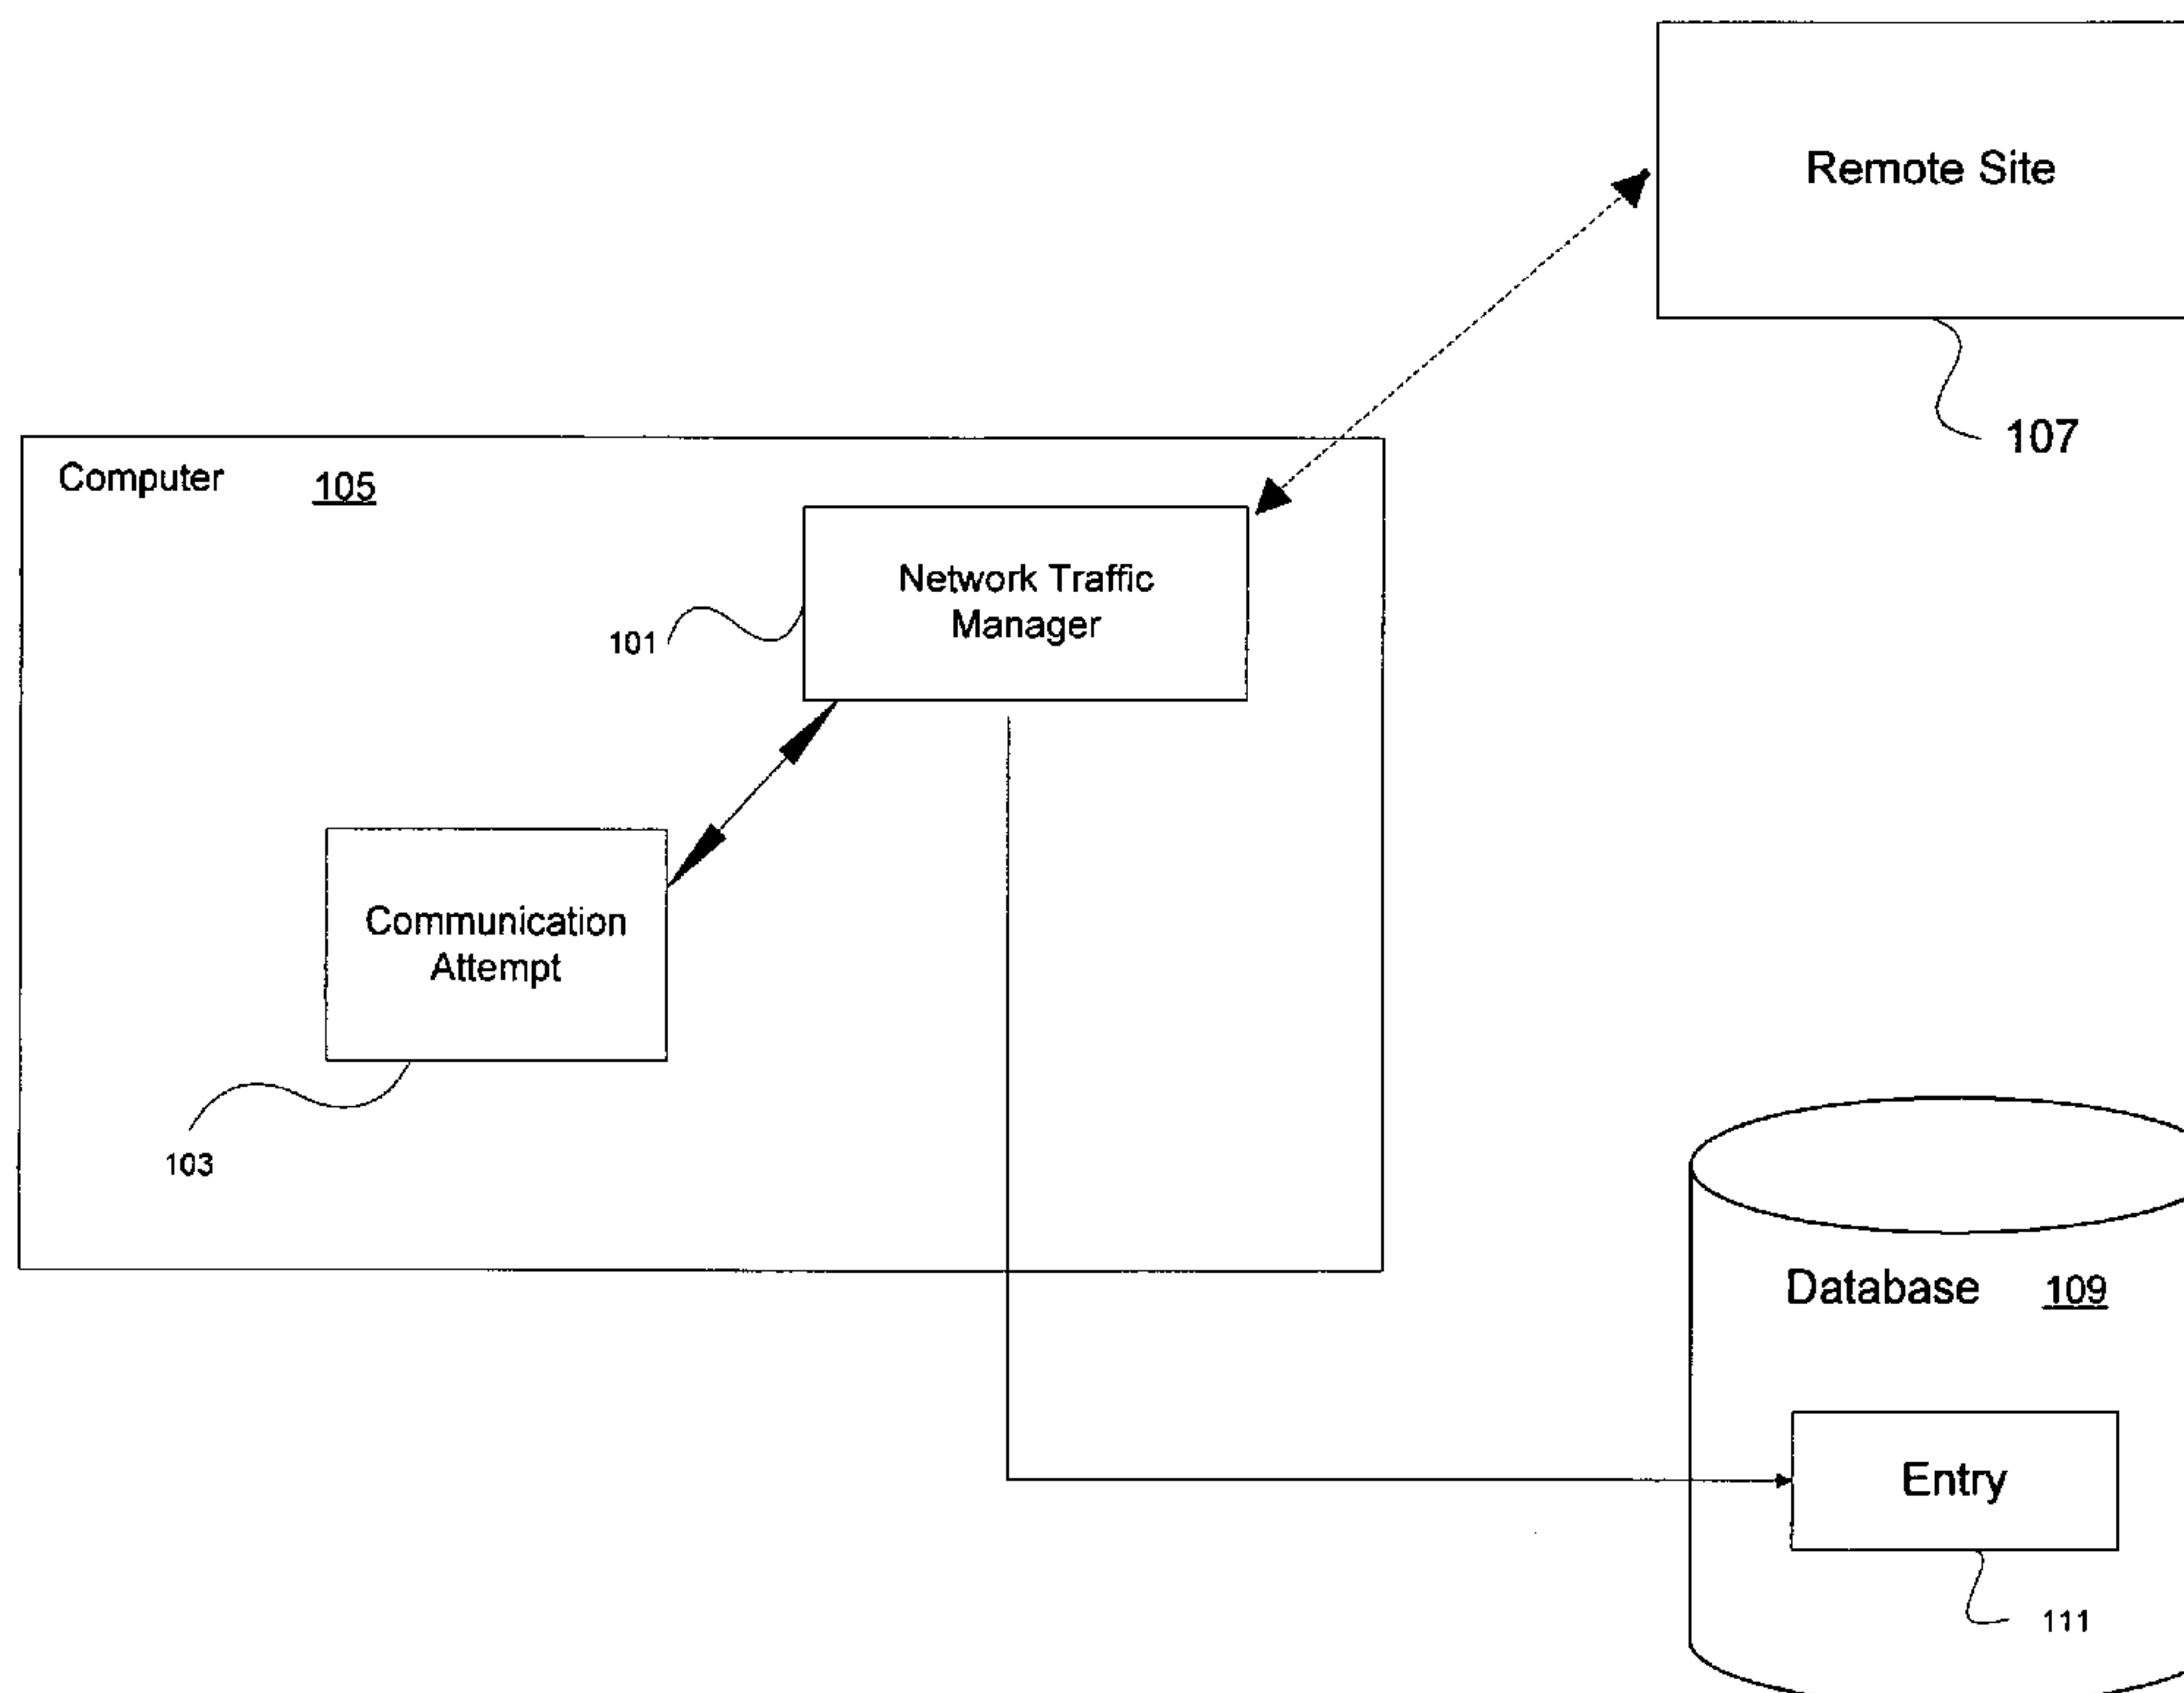 Remote Site
107
Computer 105
Network Traffic
Manager
101
Communication
Attempt
103
Database 109
Entry
111